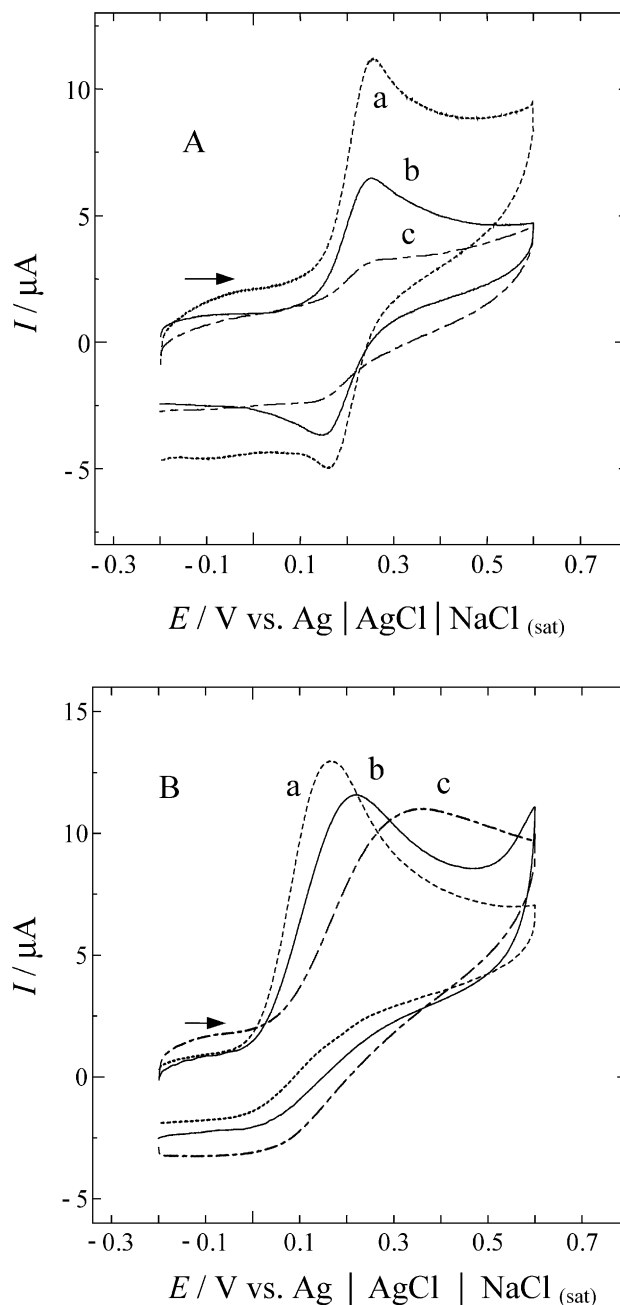 10
a
A
b
5
c
I / μA
0
-5
-0.3 -0.1 0.1 0.3 0.5 0.7
E / V vs. Ag | AgCl | NaCl (sat)
15
B
a b c
10
I / μA
5
0
-5
-0.3 -0.1 0.1 0.3 0.5 0.7
E / V vs. Ag | AgCl | NaCl (sat)